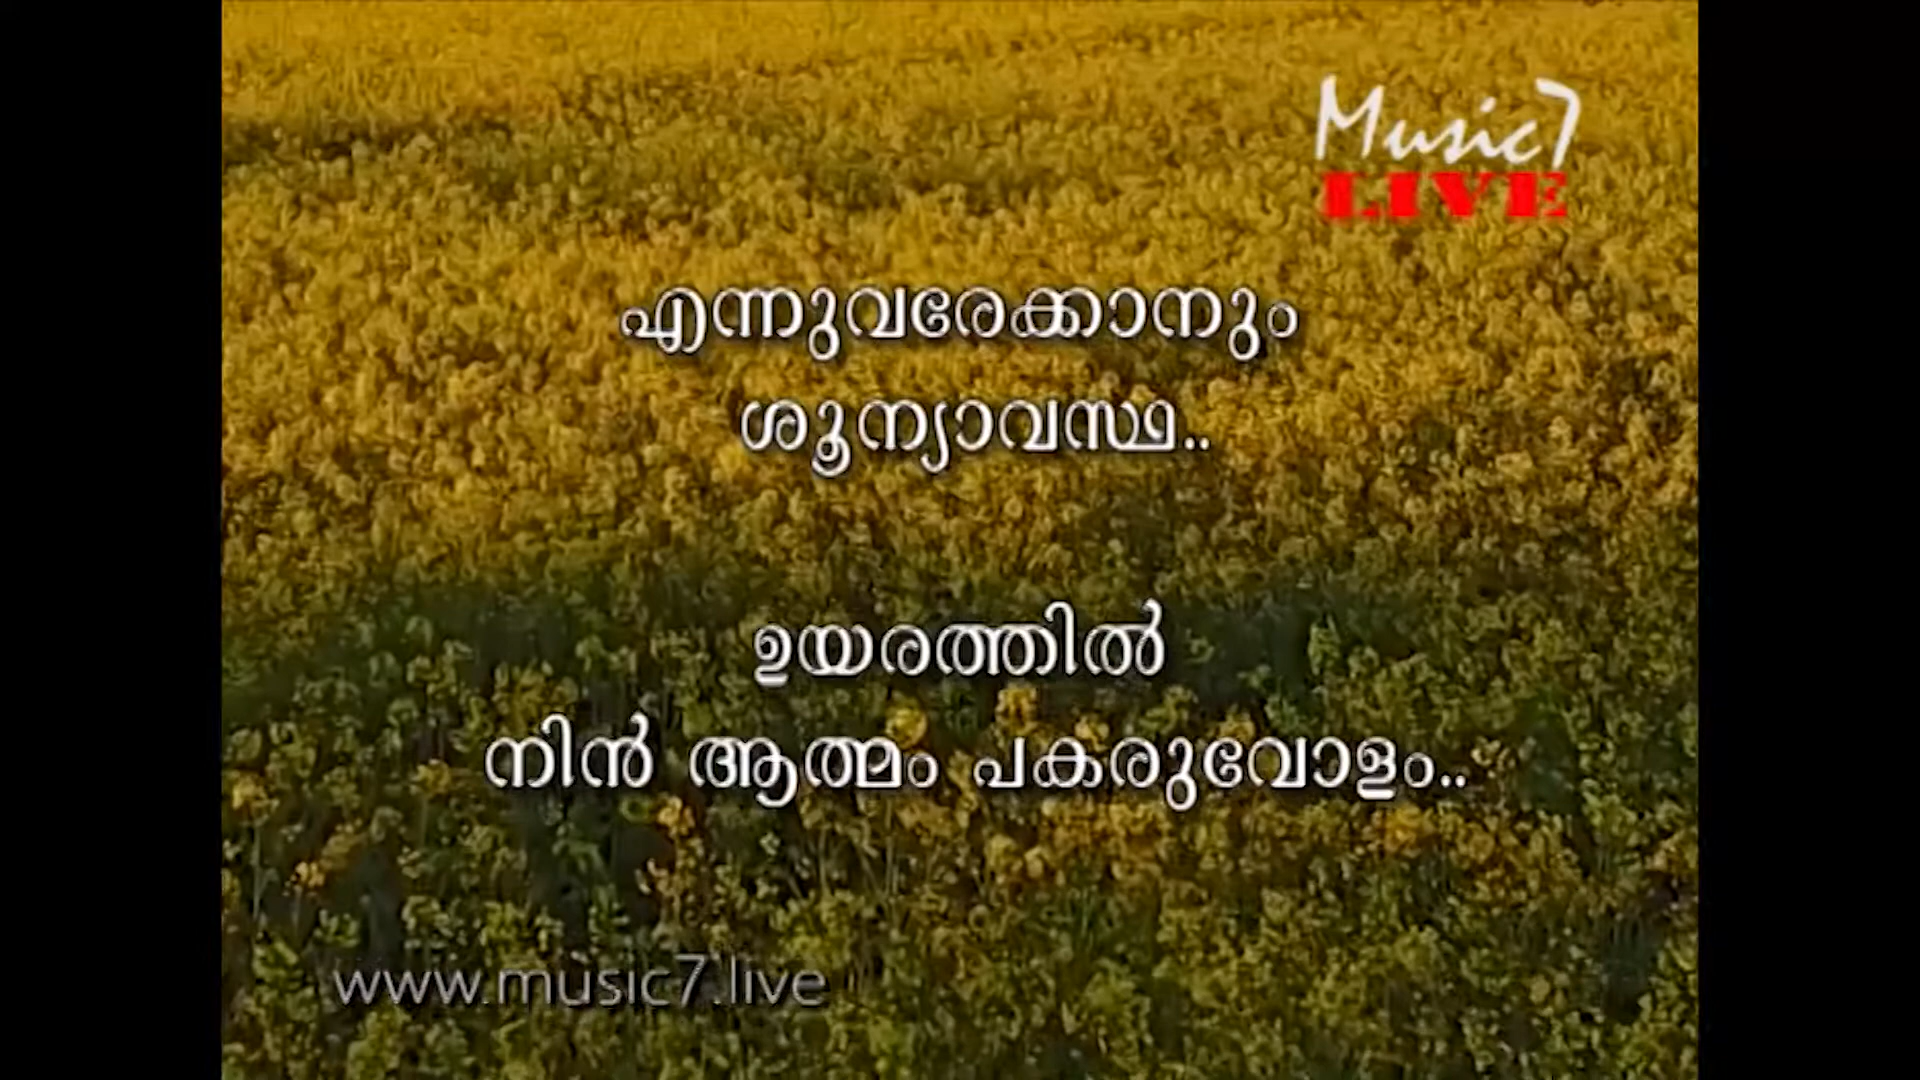 Music7
LIVE
എന്നുവരേക്കാനും
ശൂന്യാവസ്ഥ..
ഉയരത്തിൽ
നിൻ ആത്മം പകരുവോളം..
www.music7.live